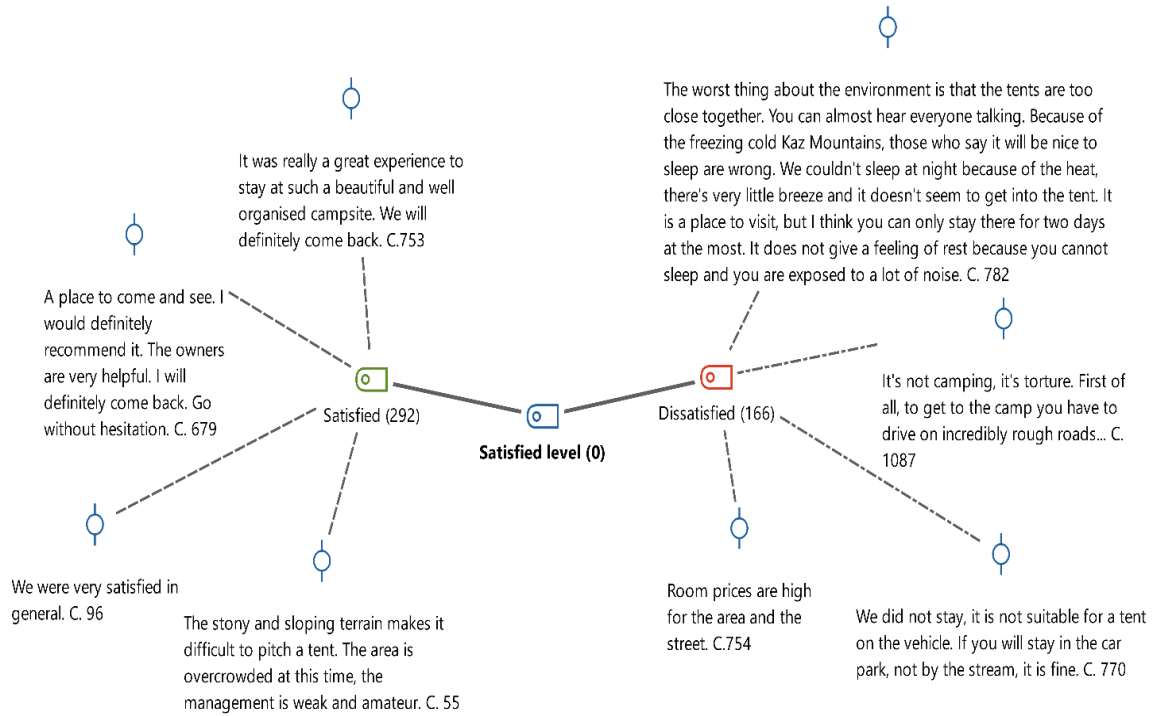 The worst thing about the environment is that the tents are too
close together. You can almost hear everyone talking. Because of
the freezing cold Kaz Mountains, those who say it will be nice to
sleep are wrong. We couldn't sleep at night because of the heat,
there's very little breeze and it doesn't seem to get into the tent. It
is a place to visit, but I think you can only stay there for two days
at the most. It does not give a feeling of rest because you cannot
sleep and you are exposed to a lot of noise. C. 782
It was really a great experience to
stay at such a beautiful and well
organised campsite. We will
definitely come back. C.753
A place to come and see. I
would definitely
recommend it. The owners
are very helpful. I will
definitely come back. Go
without hesitation. C. 679
Satisfied (292)
Satisfied level (0)
Dissatisfied (166)
It's not camping, it's torture. First of
all, to get to the camp you have to
drive on incredibly rough roads... C.
1087
We were very satisfied in
general. C. 96
The stony and sloping terrain makes it
difficult to pitch a tent. The area is
overcrowded at this time, the
management is weak and amateur. C. 55
Room prices are high
for the area and the
street. C.754
We did not stay, it is not suitable for a tent
on the vehicle. If you will stay in the car
park, not by the stream, it is fine. C. 770